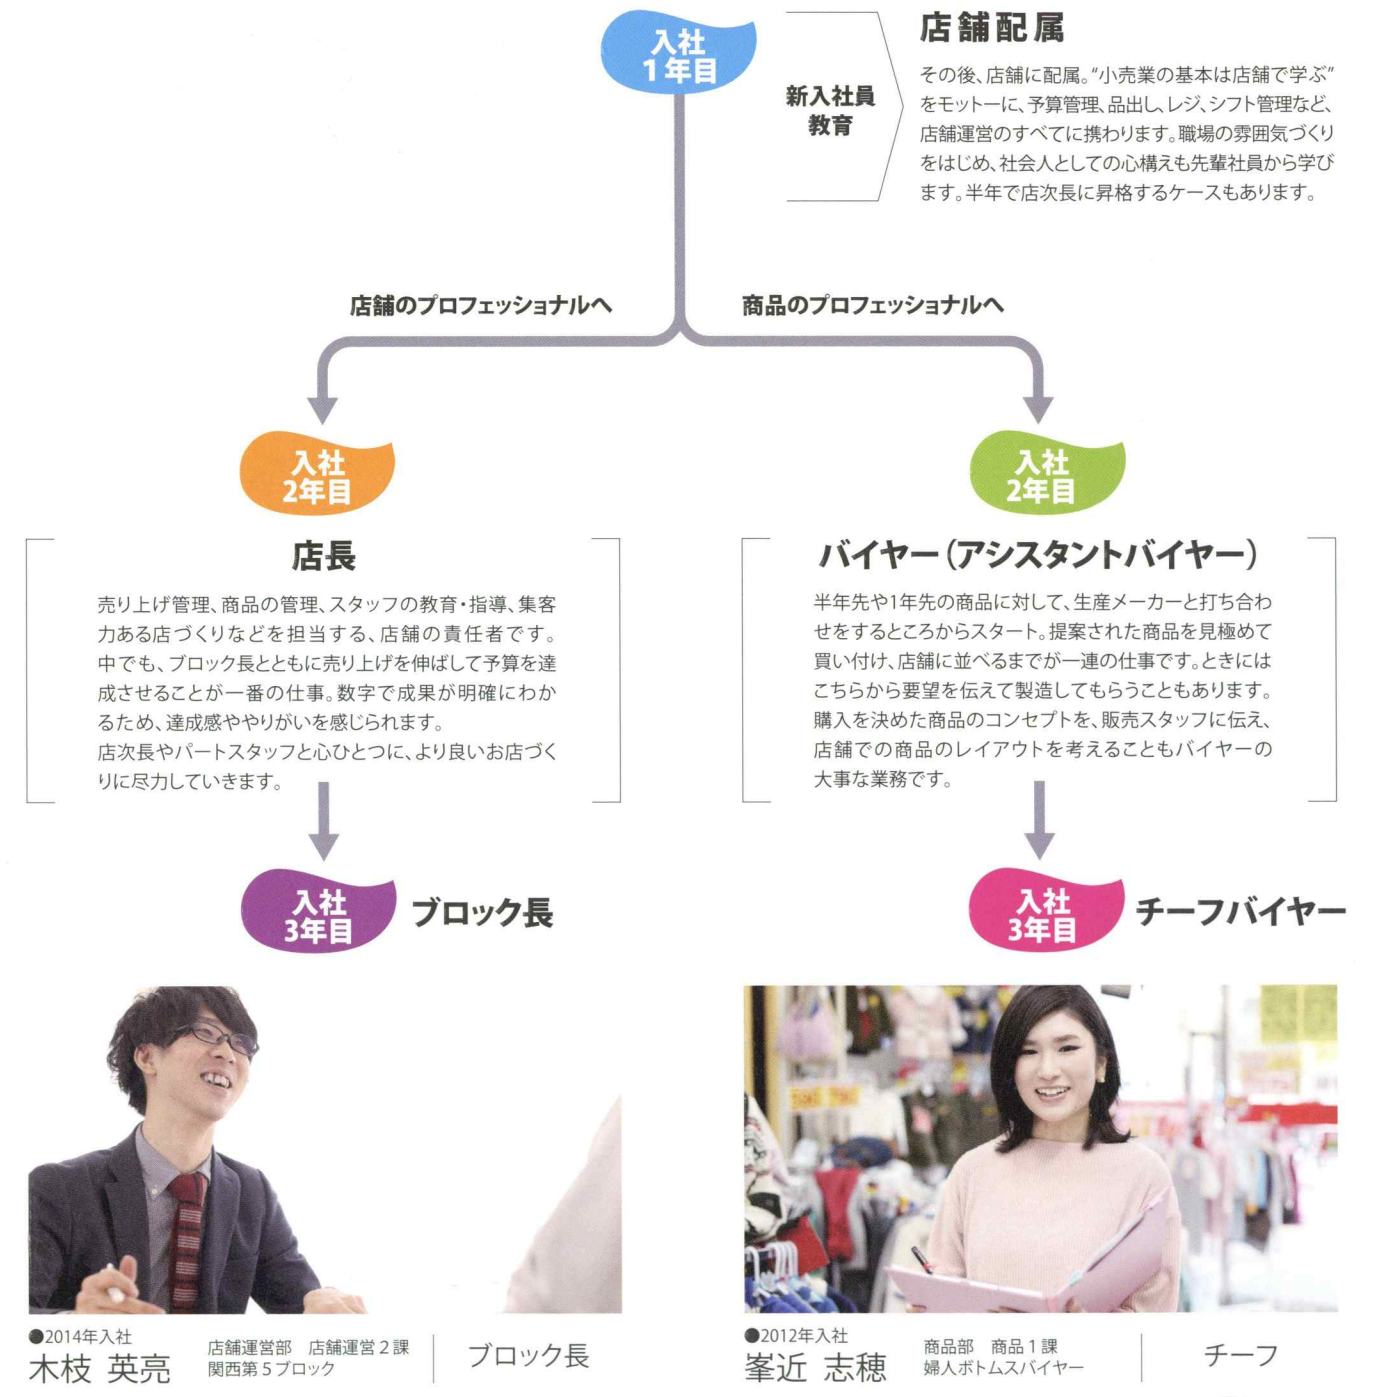 入社
1年目
新入社員
教育
店舗配属
その後、店舗に配属。“小売業の基本は店舗で学ぶ”
をモットーに、予算管理、品出し、レジ、シフト管理など、
店舗運営のすべてに携わります。職場の雰囲気づくり
をはじめ、社会人としての心構えも先輩社員から学び
ます。半年で店次長に昇格するケースもあります。
店舗のプロフェッショナルへ
商品のプロフェッショナルへ
入社
2年目
店長
売り上げ管理、商品の管理、スタッフの教育・指導、集客
力ある店づくりなどを担当する、店舗の責任者です。
中でも、ブロック長とともに売り上げを伸ばして予算を達
成させることが一番の仕事。数字で成果が明確にわか
るため、達成感ややりがいを感じられます。
店次長やパートスタッフと心ひとつに、より良いお店づく
りに尽力していきます。
入社
2年目
バイヤー（アシスタントバイヤー）
半年先や1年先の商品に対して、生産メーカーと打ち合わ
せをするところからスタート。提案された商品を見極めて
買い付け、店舗に並べるまでが一連の仕事です。ときには
こちらから要望を伝えて製造してもらうこともあります。
購入を決めた商品のコンセプトを、販売スタッフに伝え、
店舗での商品のレイアウトを考えることもバイヤーの
大事な業務です。
入社
3年目
ブロック長
入社
3年目
チーフバイヤー
●2014年入社
木枝 英亮
店舗運営部 店舗運営２課
関西第５ブロック
ブロック長
●2012年入社
峯近 志穂
商品部 商品１課
婦人ボトムスバイヤー
チーフ